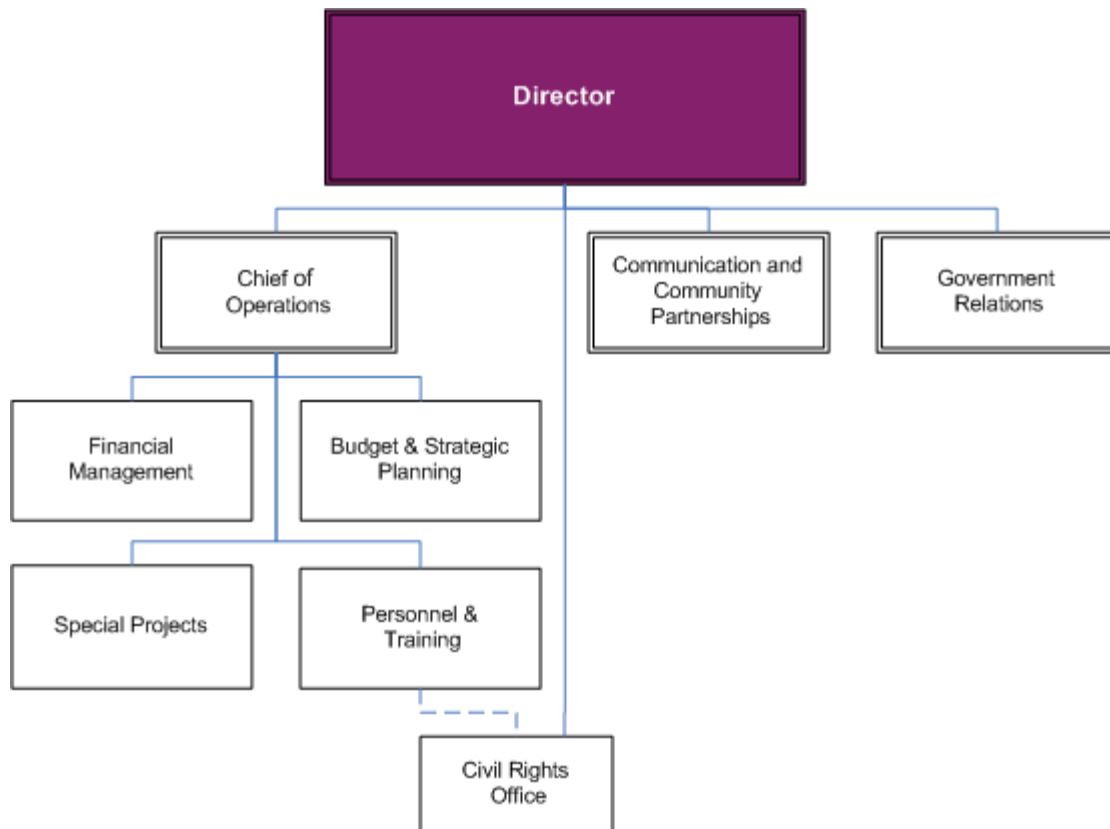 Director
Chief of
Operations
Communication and
Community
Partnerships
Government
Relations
Financial
Management
Budget & Strategic
Planning
Special Projects
Personnel &
Training
Civil Rights
Office